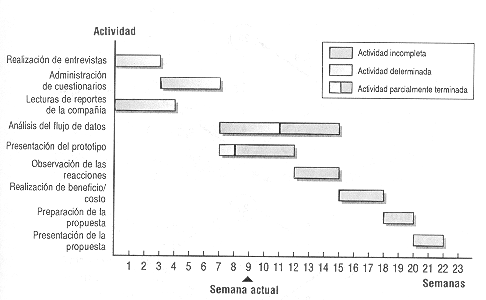 Actividad
Realización de entrevistas
Administración
de cuestionarios
Lecturas de reportes
de la compañía
Análisis del flujo de datos
Presentación del prototipo
Observación de las
reacciones
Realización de beneficio/
costo
Preparación de la
propuesta
Presentación de la
propuesta
Actividad incompleta
Actividad determinada
Actividad parcialmente terminada
1 2 3 4 5 6 7 8 9 10 11 12 13 14 15 16 17 18 19 20 21 22 23
Semana actual
Semanas